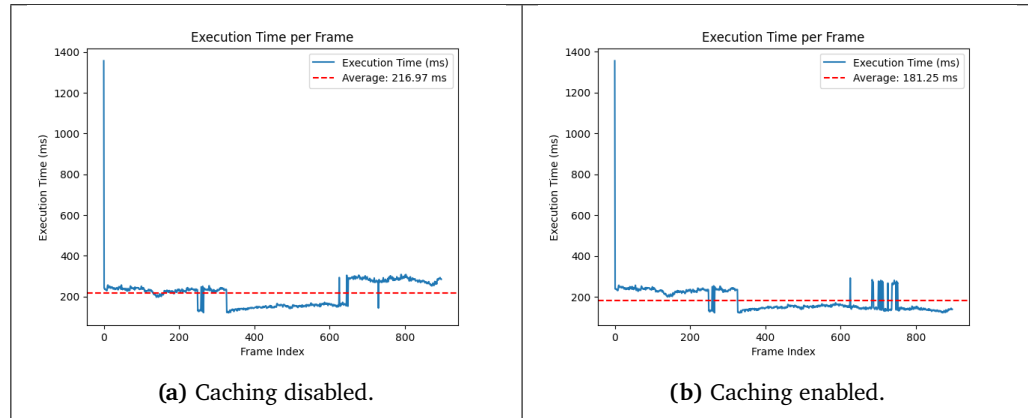 Execution Time per Frame
1400
1200
1000
800
600
400
200
Execution Time (ms)
Execution Time (ms)
Average: 216.97 ms
0
200
400
600
800
Frame Index
(a) Caching disabled.
Execution Time per Frame
1400
1200
1000
800
600
400
200
Execution Time (ms)
Execution Time (ms)
Average: 181.25 ms
0
200
400
600
800
Frame Index
(b) Caching enabled.